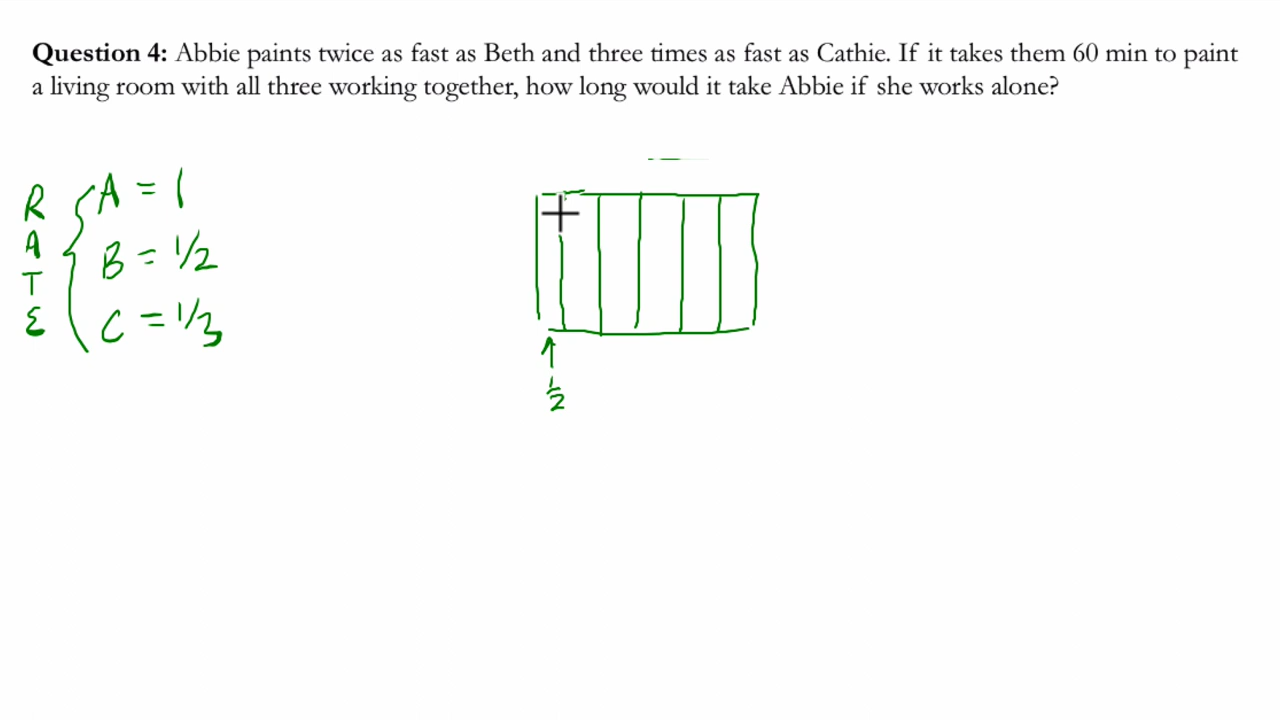 Question 4: Abbie paints twice as fast as Beth and three times as fast as Cathie. If it takes them 60 min to paint
a living room with all three working together, how long would it take Abbie if she works alone?
RATE
A = 1
B = 1/2
C = 1/3
1/2